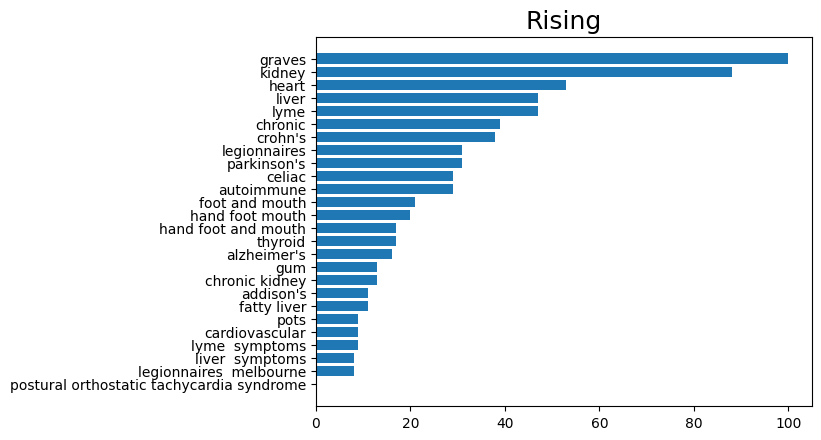 Rising
graves
kidney
heart
liver
lyme
chronic
crohn's
legionnaires
parkinson's
celiac
autoimmune
foot and mouth
hand foot mouth
hand foot and mouth
thyroid
alzheimer's
gum
chronic kidney
addison's
fatty liver
pots
cardiovascular
lyme  symptoms
liver  symptoms
legionnaires  melbourne
postural orthostatic tachycardia syndrome
0 20 40 60 80 100